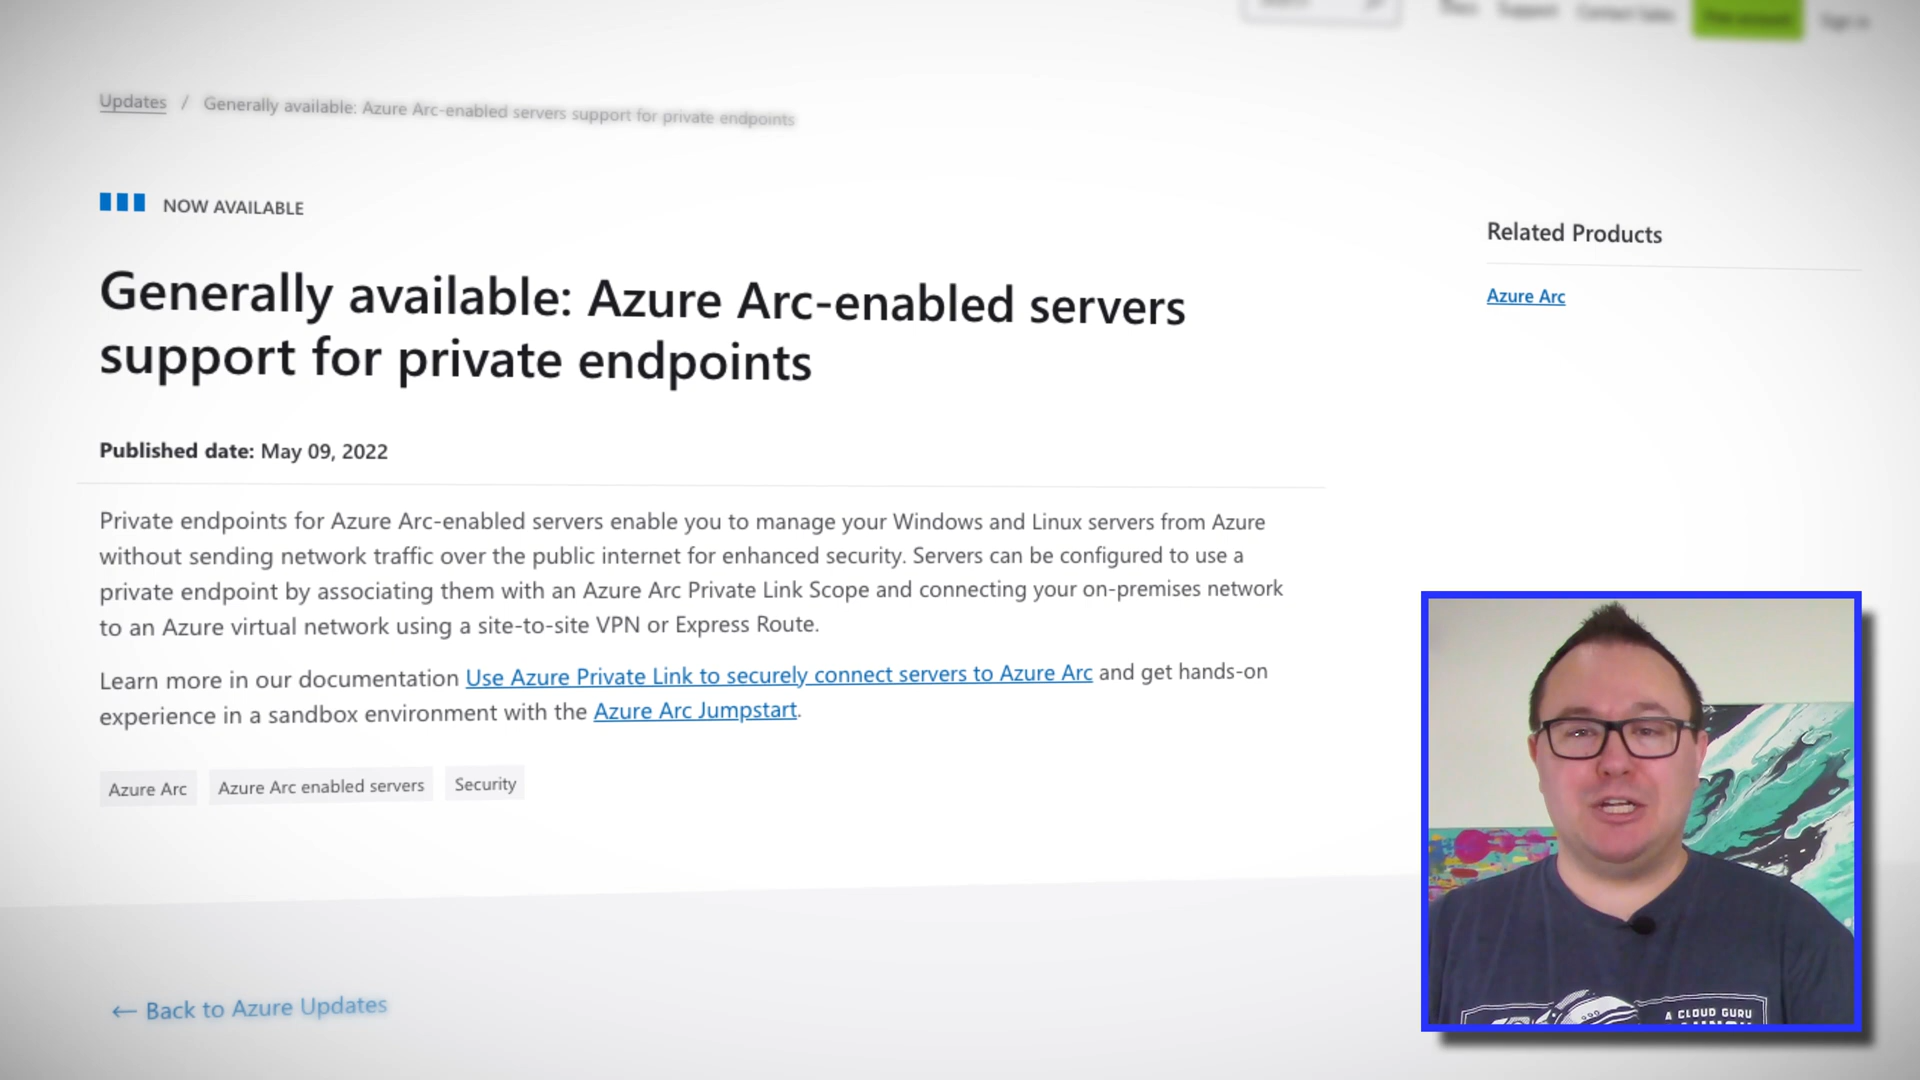 Support Contact Sales Sign in
Updates / Generally available: Azure Arc-enabled servers support for private endpoints
NOW AVAILABLE
Generally available: Azure Arc-enabled servers
support for private endpoints
Related Products
Azure Arc
Published date: May 09, 2022
Private endpoints for Azure Arc-enabled servers enable you to manage your Windows and Linux servers from Azure
without sending network traffic over the public internet for enhanced security. Servers can be configured to use a
private endpoint by associating them with an Azure Arc Private Link Scope and connecting your on-premises network
to an Azure virtual network using a site-to-site VPN or Express Route.
Learn more in our documentation Use Azure Private Link to securely connect servers to Azure Arc and get hands-on
experience in a sandbox environment with the Azure Arc Jumpstart.
Azure Arc Azure Arc enabled servers Security
← Back to Azure Updates
A CLOUD GURU